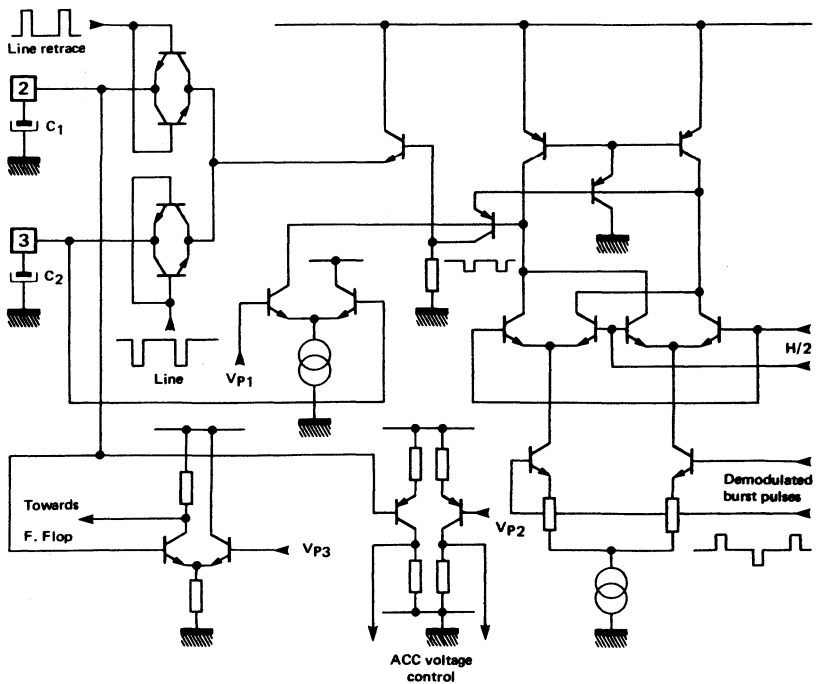 Line retrace
2
C1
3
C2
Line
VP1
H/2
Towards
F. Flop
VP3
VP2
Demodulated
burst pulses
ACC voltage
control